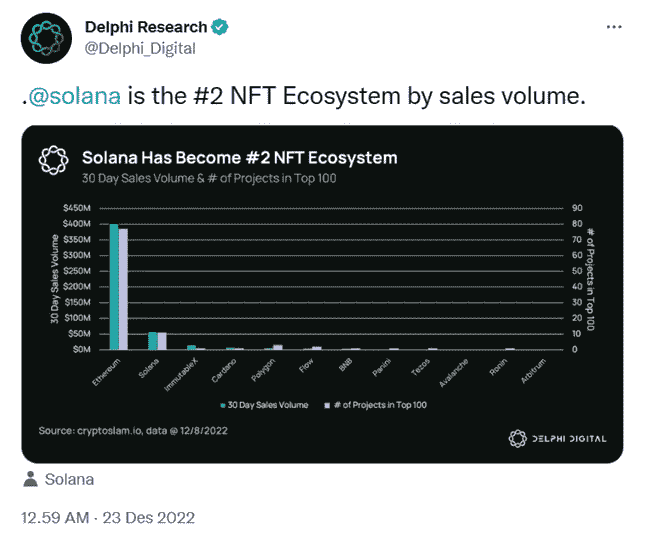 Delphi Research
@Delphi_Digital
.@solana is the #2 NFT Ecosystem by sales volume.
Solana Has Become #2 NFT Ecosystem
30 Day Sales Volume & # of Projects in Top 100
30 Day Sales Volume
$450M
$400M
$350M
$300M
$250M
$200M
$150M
$100M
$50M
$0M
90
80
70
60
50
40
30
20
10
0
# of Projects in Top 100
Ethereum
Solana
ImmutableX
Cardano
Polygon
Flow
BNB
Panini
Tezos
Avalanche
Ronin
Arbitrum
30 Day Sales Volume
# of Projects in Top 100
Source: cryptoslam.io, data @ 12/8/2022
DELPHI DIGITAL
Solana
12.59 AM · 23 Des 2022